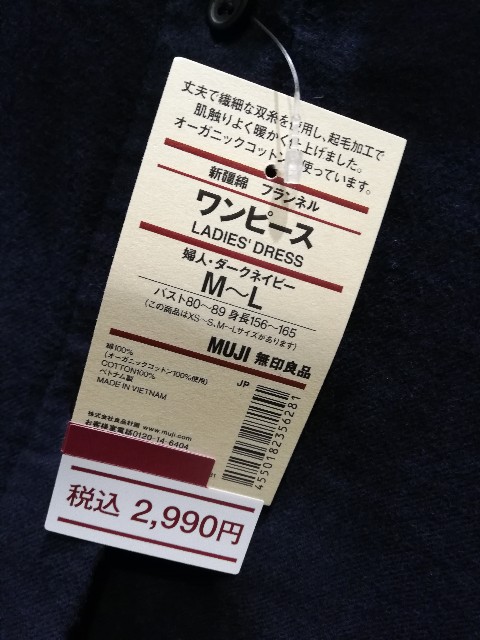 丈夫で繊細な双糸を使用し、起毛加工で
肌触りよく暖かく仕上げました。
オーガニックコットンを使っています。
新疆綿 フランネル
ワンピース
LADIES' DRESS
婦人・ダークネイビー
M〜L
バスト80〜89 身長156〜165
(この商品はXS〜S、M〜Lサイズがあります)
MUJI 無印良品
JP
綿100%
(オーガニックコットン100%使用)
COTTON100%
ベトナム製
MADE IN VIETNAM
株式会社良品計画 www.muji.com
お客様室電話0120-14-6404
4550182356281
税込 2,990円